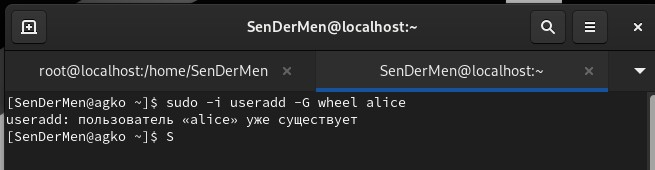 SenDerMen@localhost:~
root@localhost:/home/SenDerMen
SenDerMen@localhost:~
[SenDerMen@agko ~]$ sudo -i useradd -G wheel alice
useradd: пользователь «alice» уже существует
[SenDerMen@agko ~]$ S